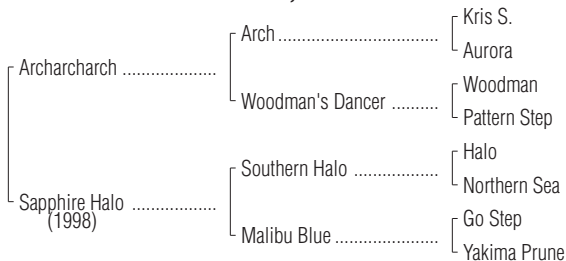 Kris S.
Arch
Aurora
Archarcharch
Woodman
Woodman's Dancer
Pattern Step
Halo
Southern Halo
Northern Sea
Sapphire Halo
(1998)
Go Step
Malibu Blue
Yakima Prune